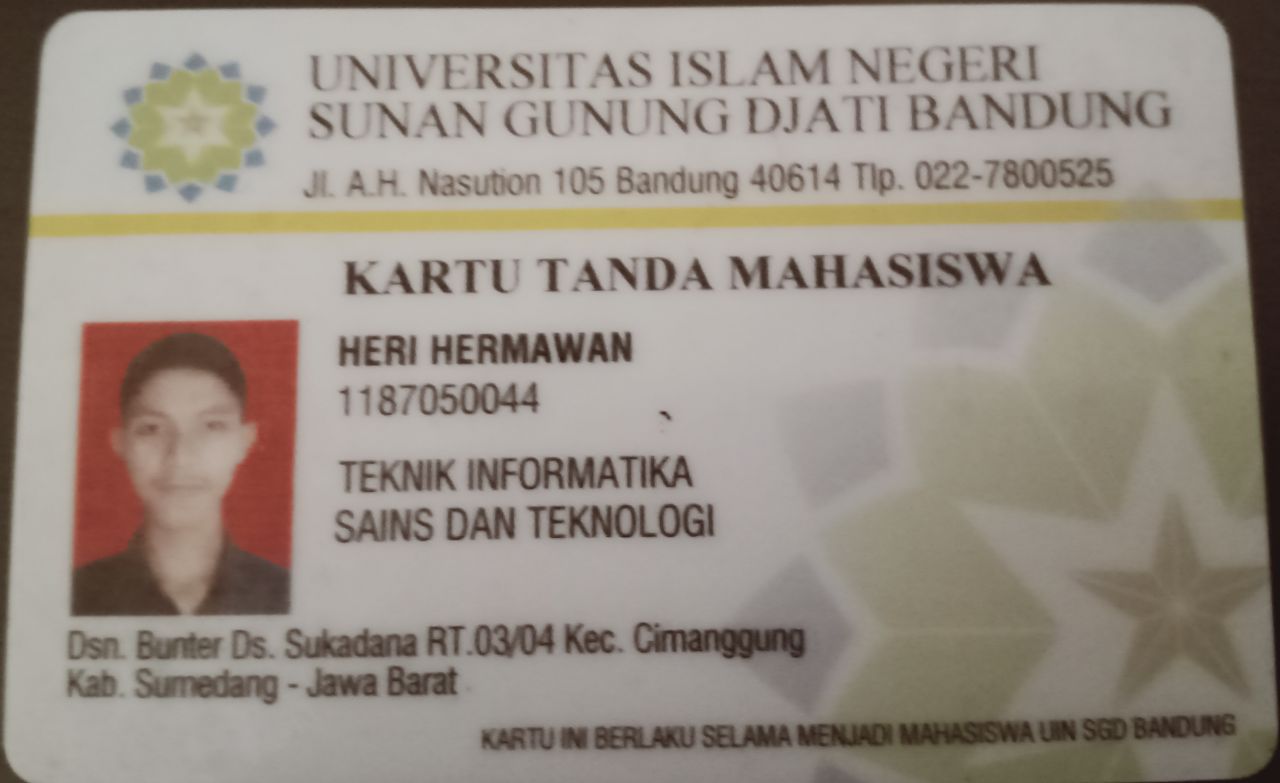 UNIVERSITAS ISLAM NEGERI
SUNAN GUNUNG DJATI BANDUNG
Jl. A.H. Nasution 105 Bandung 40614 Tlp. 022-7800525
KARTU TANDA MAHASISWA
HERI HERMAWAN
1187050044
TEKNIK INFORMATIKA
SAINS DAN TEKNOLOGI
Dsn. Bunter Ds. Sukadana RT.03/04 Kec. Cimanggung
Kab. Sumedang - Jawa Barat
KARTU INI BERLAKU SELAMA MENJADI MAHASISWA UIN SGD BANDUNG